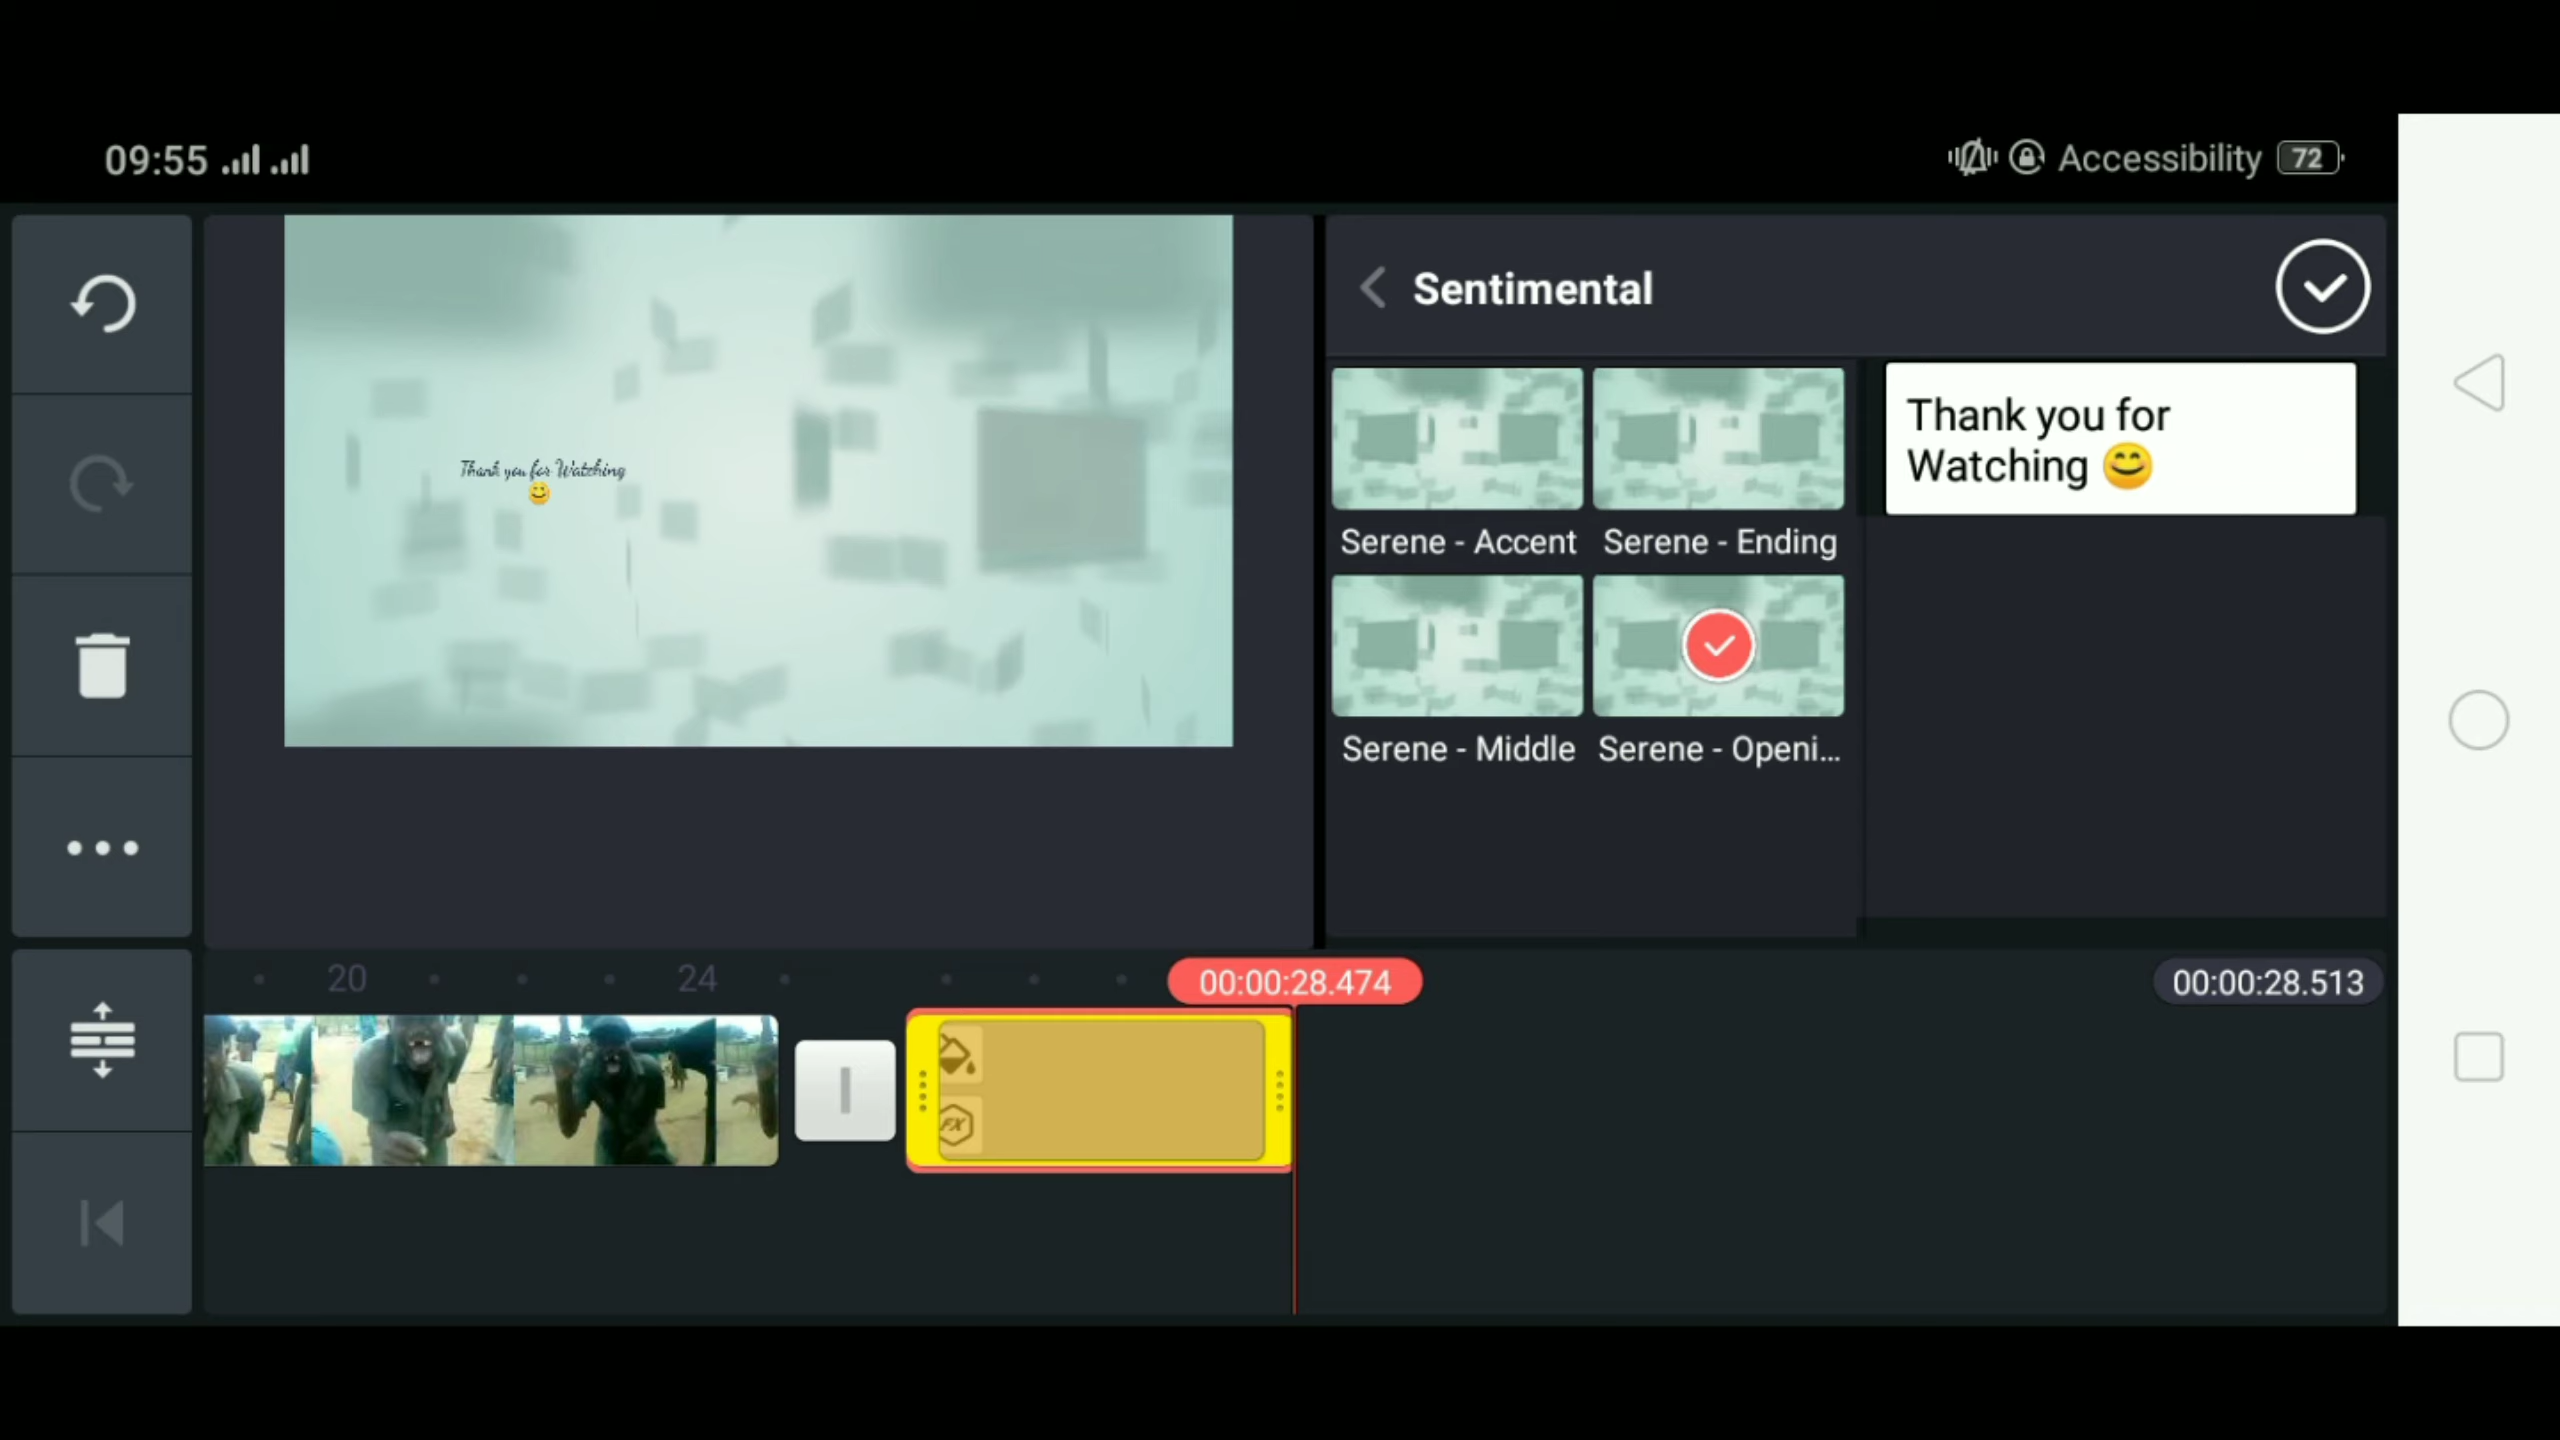 09:55
Accessibility 72
Sentimental
Thank you for
Watching 😊
Thank you for Watching
😊
Serene - Accent
Serene - Ending
Serene - Middle
Serene - Openi...
20
24
00:00:28.474
00:00:28.513
FX